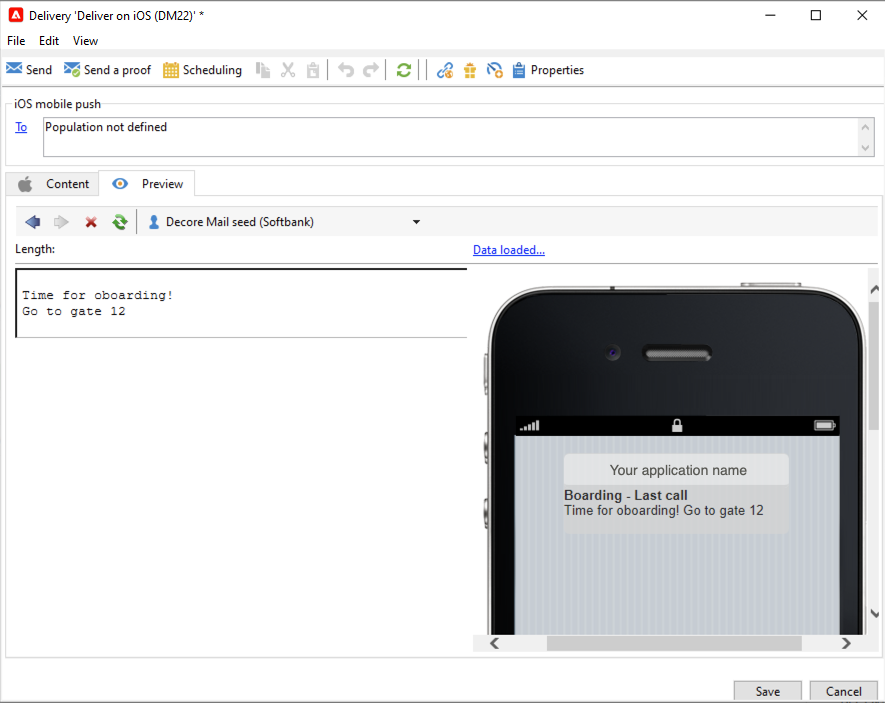 Delivery 'Deliver on iOS (DM22)' *
File Edit View
Send Send a proof Scheduling Properties
iOS mobile push
To Population not defined
Content Preview
Decore Mail seed (Softbank)
Length: Data loaded...
Time for oboarding!
Go to gate 12
Your application name
Boarding - Last call
Time for oboarding! Go to gate 12
Save Cancel